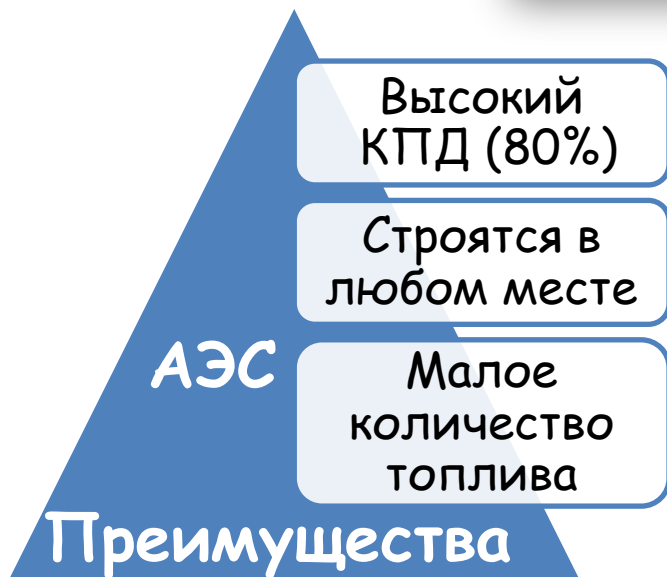 Высокий
КПД (80%)
Строятся в
любом месте
АЭС
Малое
количество
топлива
Преимущества